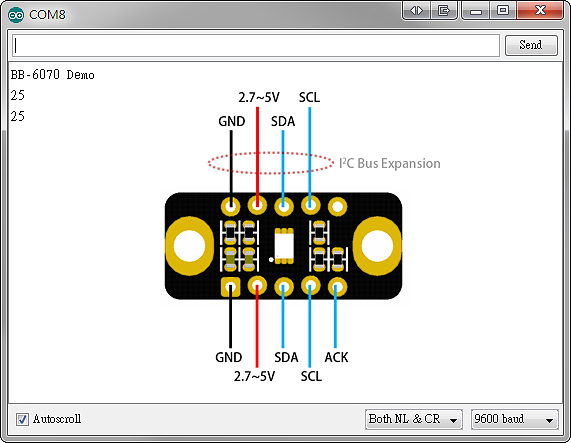 COM8
Send
BB-6070 Demo
25
25
2.7~5V
SCL
GND
SDA
I²C Bus Expansion
GND
SDA
ACK
2.7~5V
SCL
Autoscroll
Both NL & CR
9600 baud